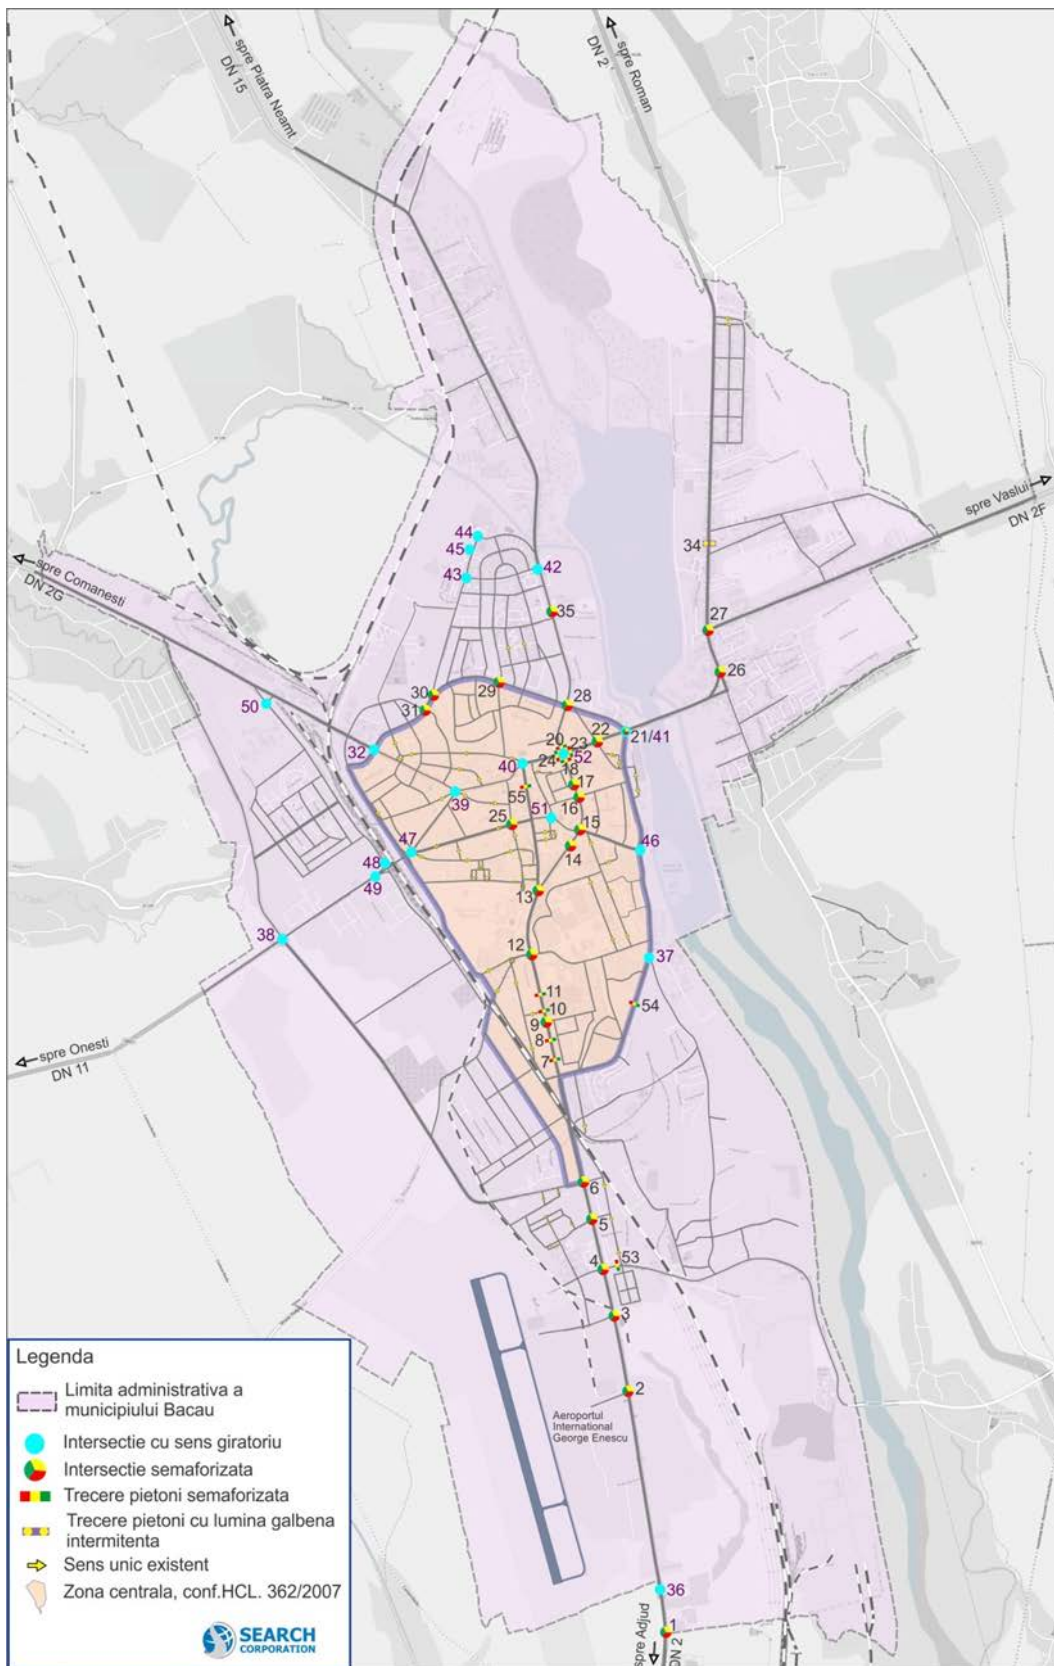 spre Piatra Neamt
DN 15
spre Roman
DN 2
spre Vaslui
DN 2F
spre Comanesti
DN 2G
44
45
43
42
35
34
27
26
29
30
28
31
50
32
20
23
22
21/41
24
52
40
18
17
55
39
16
51
25
15
47
14
46
48
49
13
38
12
37
11
10
54
9
8
7
spre Onesti
DN 11
6
5
53
4
3
2
Aeroportul
International
George Enescu
36
1
spre Adjud
DN 2
Legenda
Limita administrativa a
municipiului Bacau
Intersectie cu sens giratoriu
Intersectie semaforizata
Trecere pietoni semaforizata
Trecere pietoni cu lumina galbena
intermitenta
Sens unic existent
Zona centrala, conf.HCL. 362/2007
SEARCH
CORPORATION